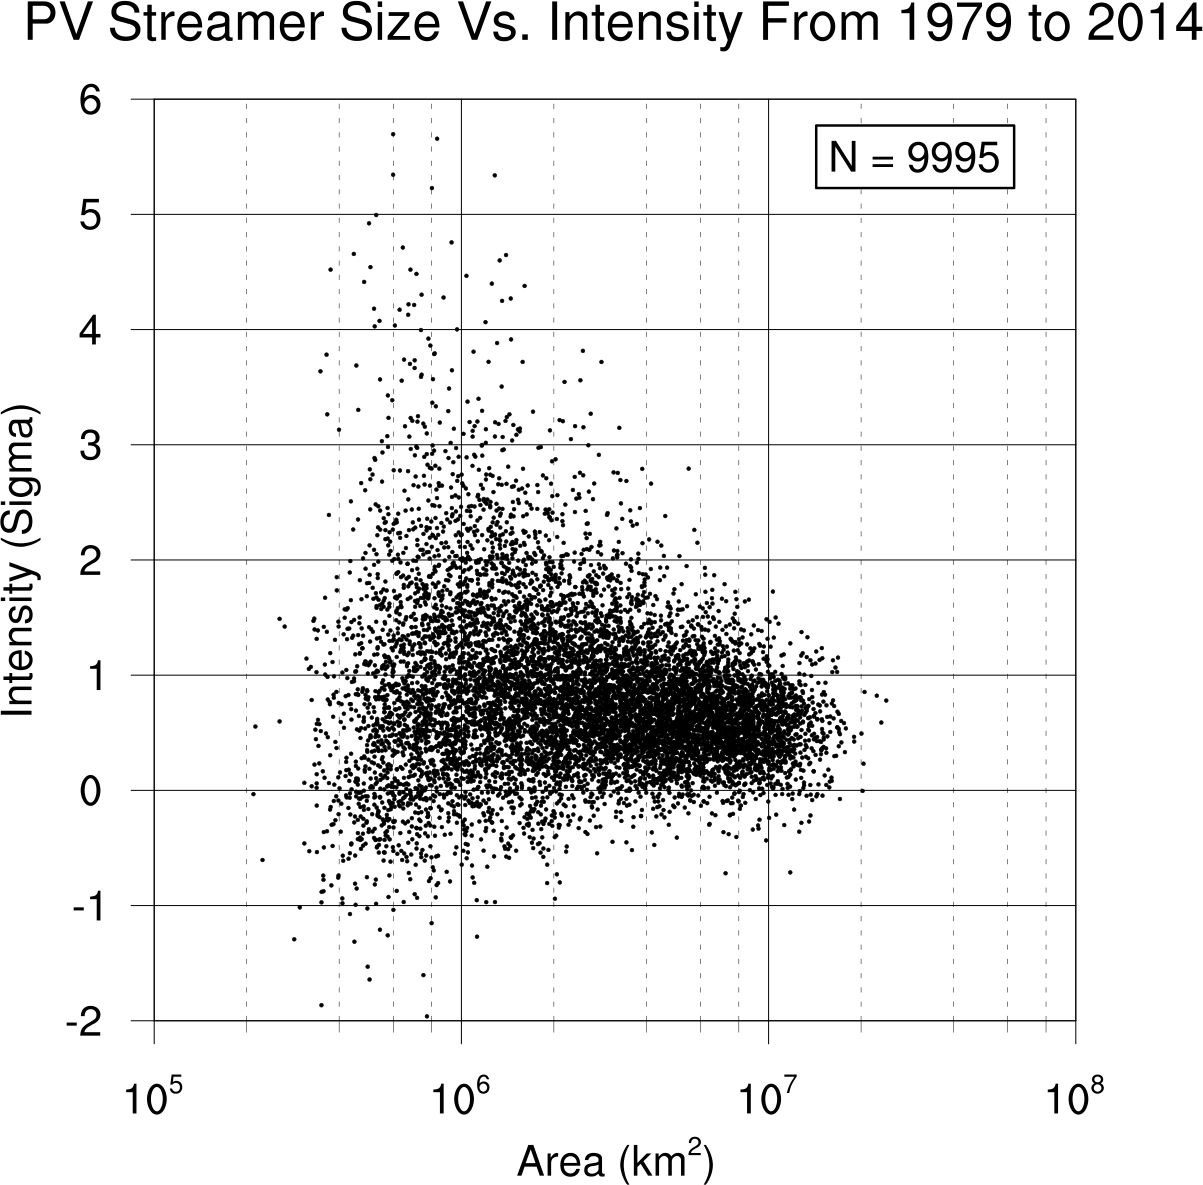 PV Streamer Size Vs. Intensity From 1979 to 2014
6
N = 9995
5
4
3
2
1
0
-1
-2
Intensity (Sigma)
10⁵ 10⁶ 10⁷ 10⁸
Area (km²)